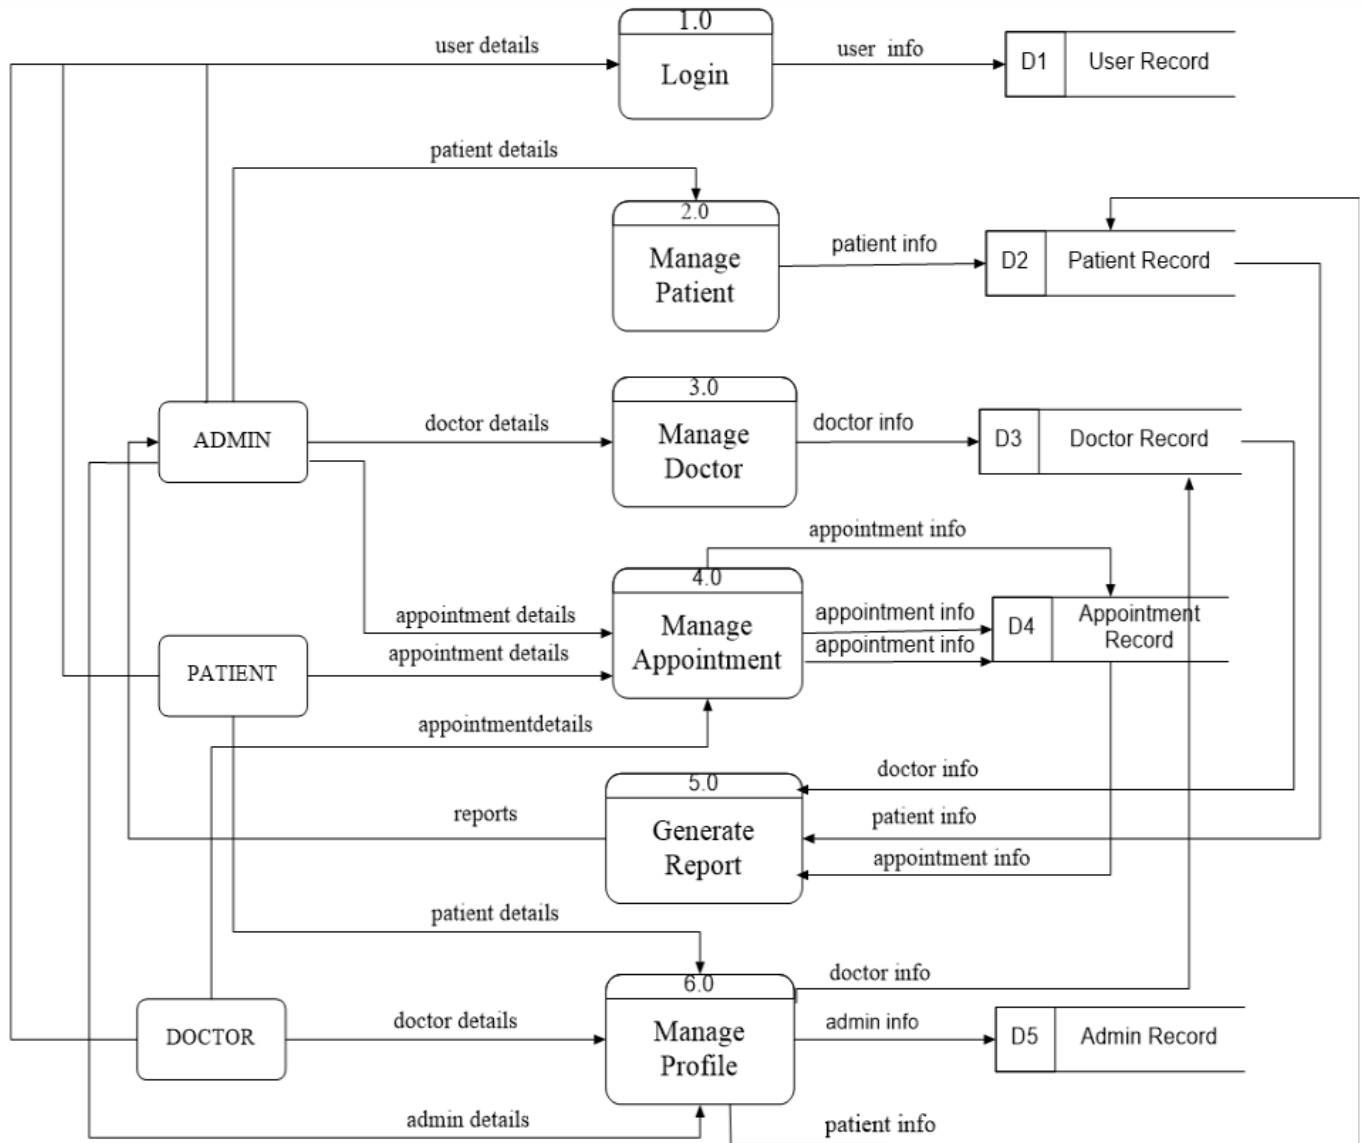 1.0
user details
user info
Login
D1
User Record
patient details
2.0
patient info
Manage
Patient
D2
Patient Record
3.0
doctor details
doctor info
ADMIN
Manage
Doctor
D3
Doctor Record
appointment info
4.0
appointment details
Manage
Appointment
appointment info
appointment info
D4
Appointment
Record
appointment details
PATIENT
appointmentdetails
doctor info
5.0
reports
patient info
Generate
Report
appointment info
patient details
doctor info
6.0
doctor details
admin info
DOCTOR
Manage
Profile
D5
Admin Record
admin details
patient info